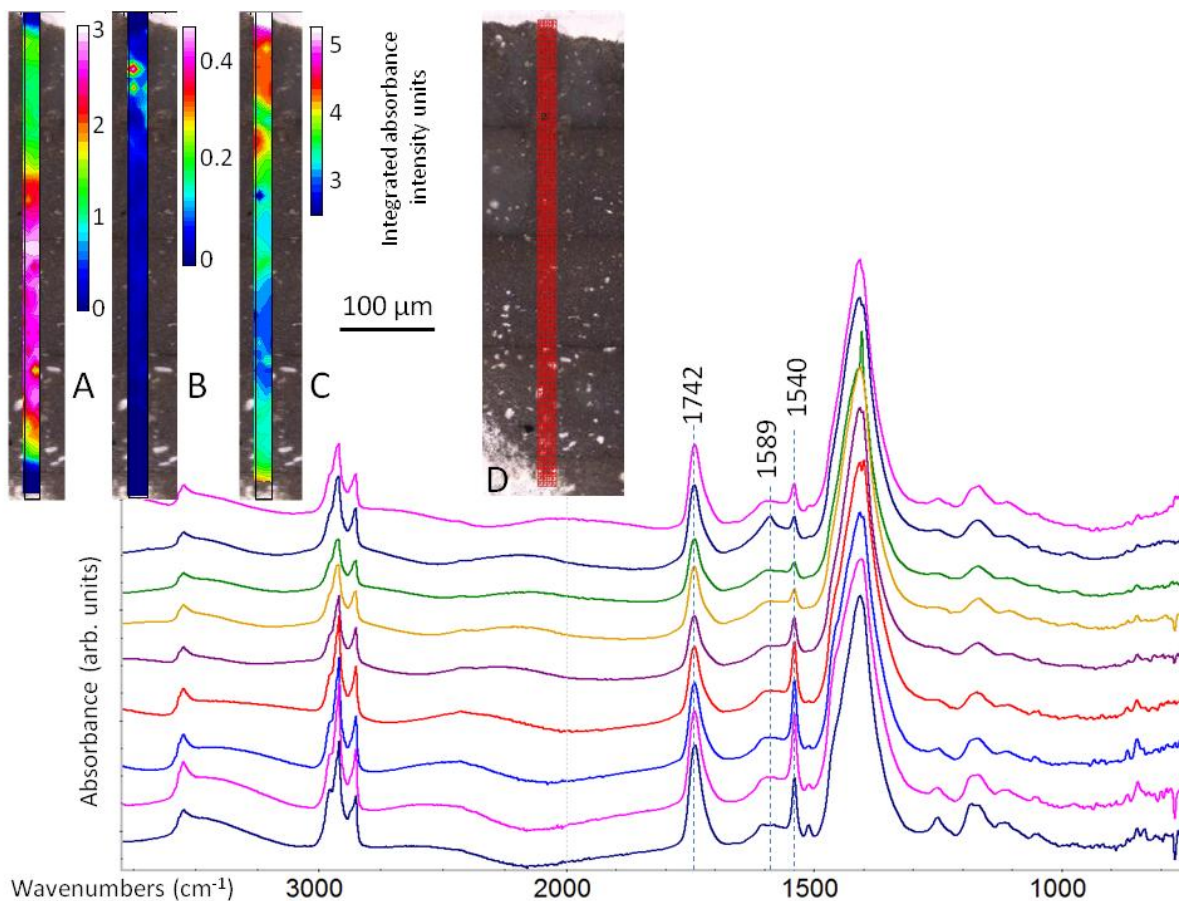 3
2
1
0
A
0.4
0.2
0
B
5
4
3
C
Integrated absorbance
intensity units
100 µm
D
1742
1589
1540
Absorbance (arb. units)
Wavenumbers (cm⁻¹)
3000
2000
1500
1000